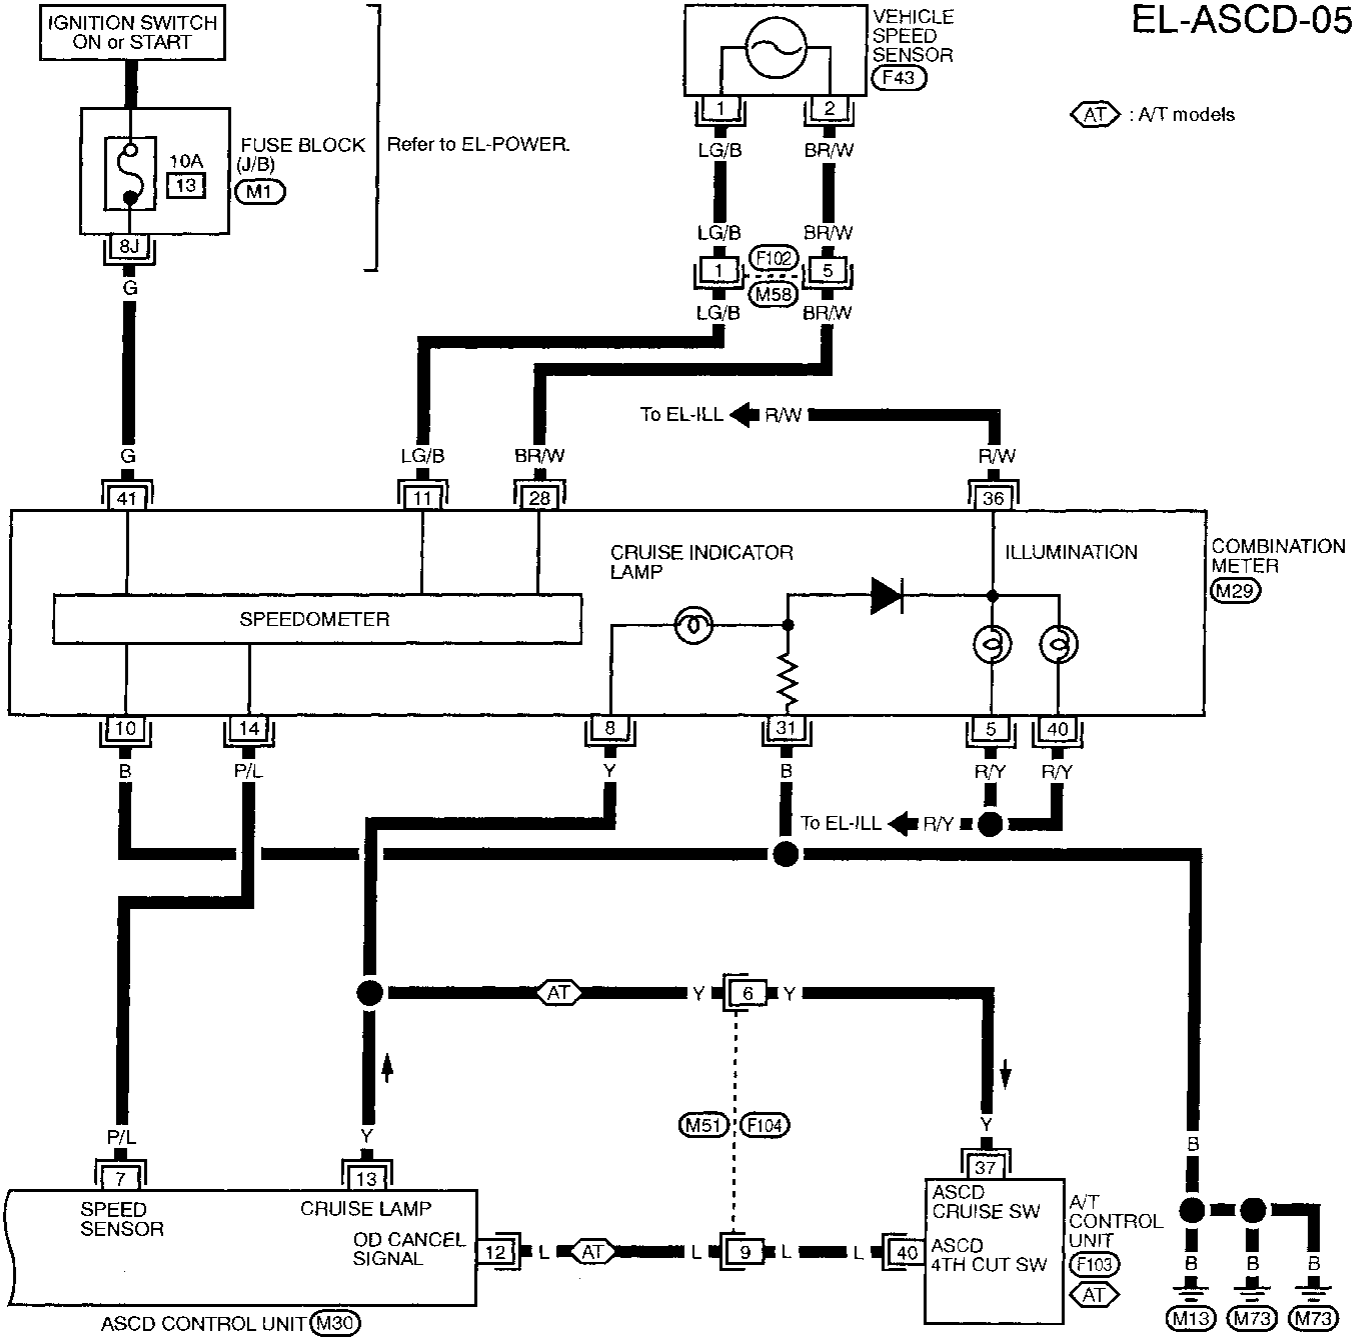 EL-ASCD-05
IGNITION SWITCH
ON or START
VEHICLE
SPEED
SENSOR
F43
1
2
AT : A/T models
10A
13
FUSE BLOCK
(J/B)
M1
Refer to EL-POWER.
LG/B
BR/W
8J
G
LG/B
BR/W
1
F102
5
M58
LG/B
BR/W
To EL-ILL
R/W
G
LG/B
BR/W
R/W
41
11
28
36
CRUISE INDICATOR
LAMP
ILLUMINATION
COMBINATION
METER
M29
SPEEDOMETER
10
14
8
31
5
40
B
P/L
Y
B
R/Y
R/Y
To EL-ILL
R/Y
AT
Y
6
Y
M51
F104
P/L
Y
Y
B
7
13
37
SPEED
SENSOR
CRUISE LAMP
OD CANCEL
SIGNAL
12
L
AT
L
9
L
L
40
ASCD
CRUISE SW
ASCD
4TH CUT SW
A/T
CONTROL
UNIT
F103
AT
B
B
B
M13
M73
M73
ASCD CONTROL UNIT
M30